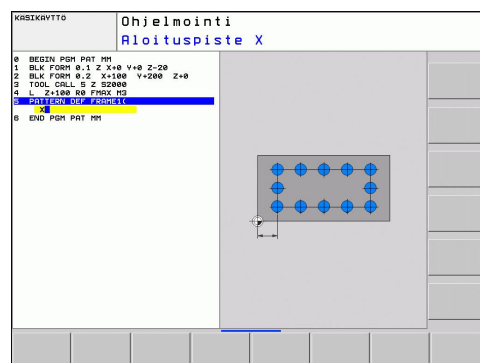 KÄSIKÄYTTÖ
Ohjelmointi
Aloituspiste X
0 BEGIN PGM PAT MM
1 BLK FORM 0.1 Z X+0 Y+0 Z-20
2 BLK FORM 0.2 X+100 Y+200 Z+0
3 TOOL CALL 5 Z S2000
4 L Z+100 R0 FMAX M3
5 PATTERN DEF FRAME1(
X
6 END PGM PAT MM